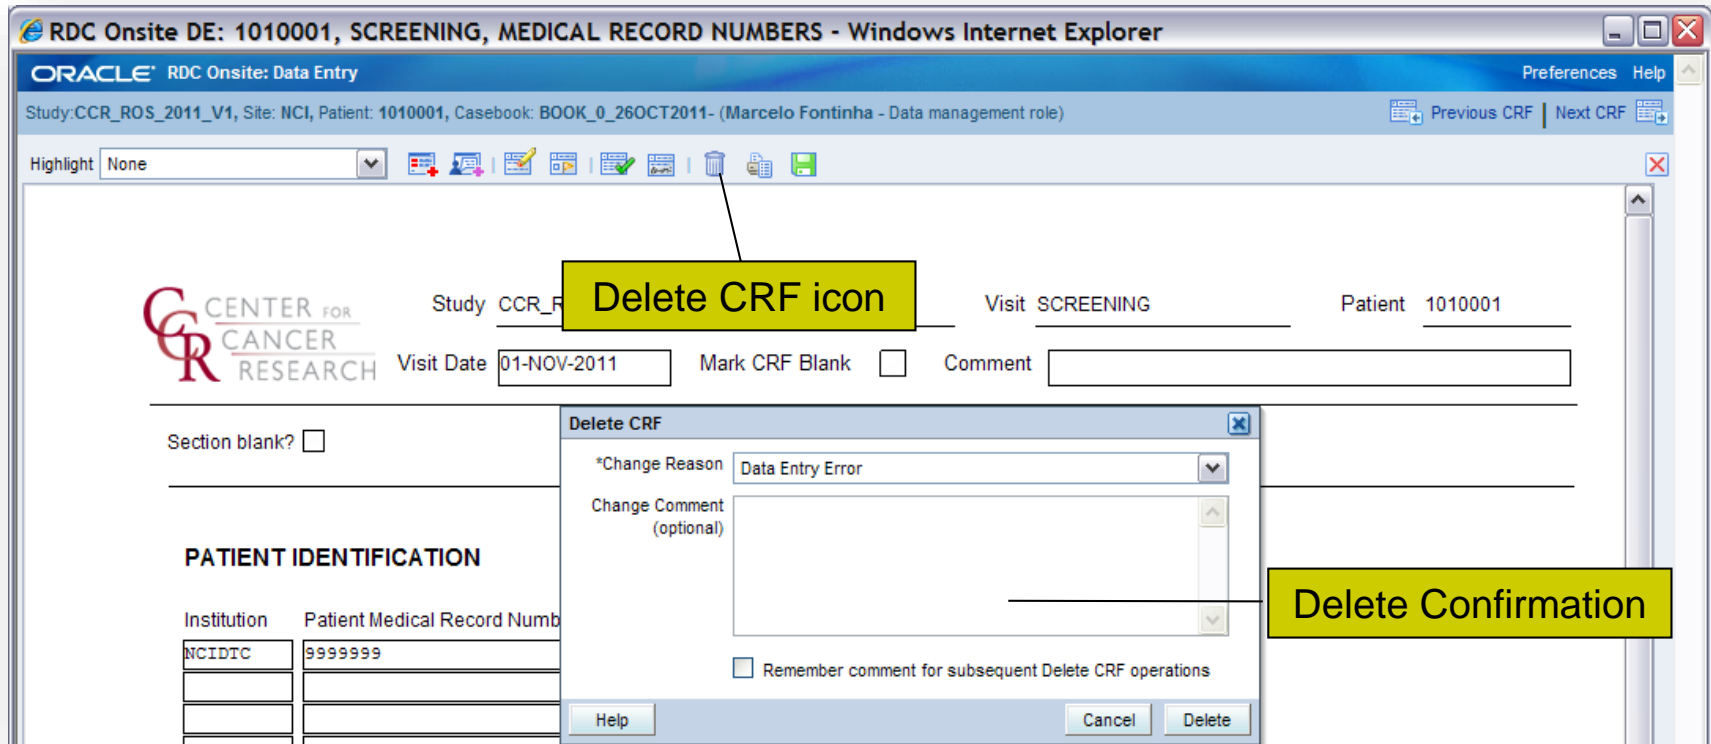 RDC Onsite DE: 1010001, SCREENING, MEDICAL RECORD NUMBERS - Windows Internet Explorer
ORACLE RDC Onsite: Data Entry Preferences Help
Study:CCR_ROS_2011_V1, Site: NCI, Patient: 1010001, Casebook: BOOK_0_26OCT2011- (Marcelo Fontinha - Data management role) Previous CRF | Next CRF
Highlight None
Delete CRF icon
CCR CENTER FOR CANCER RESEARCH
Study CCR_R Visit SCREENING Patient 1010001
Visit Date 01-NOV-2011 Mark CRF Blank Comment
Section blank?
Delete CRF
*Change Reason Data Entry Error
Change Comment
(optional)
Delete Confirmation
Remember comment for subsequent Delete CRF operations
Help Cancel Delete
PATIENT IDENTIFICATION
Institution Patient Medical Record Numb
NCIDTC 9999999